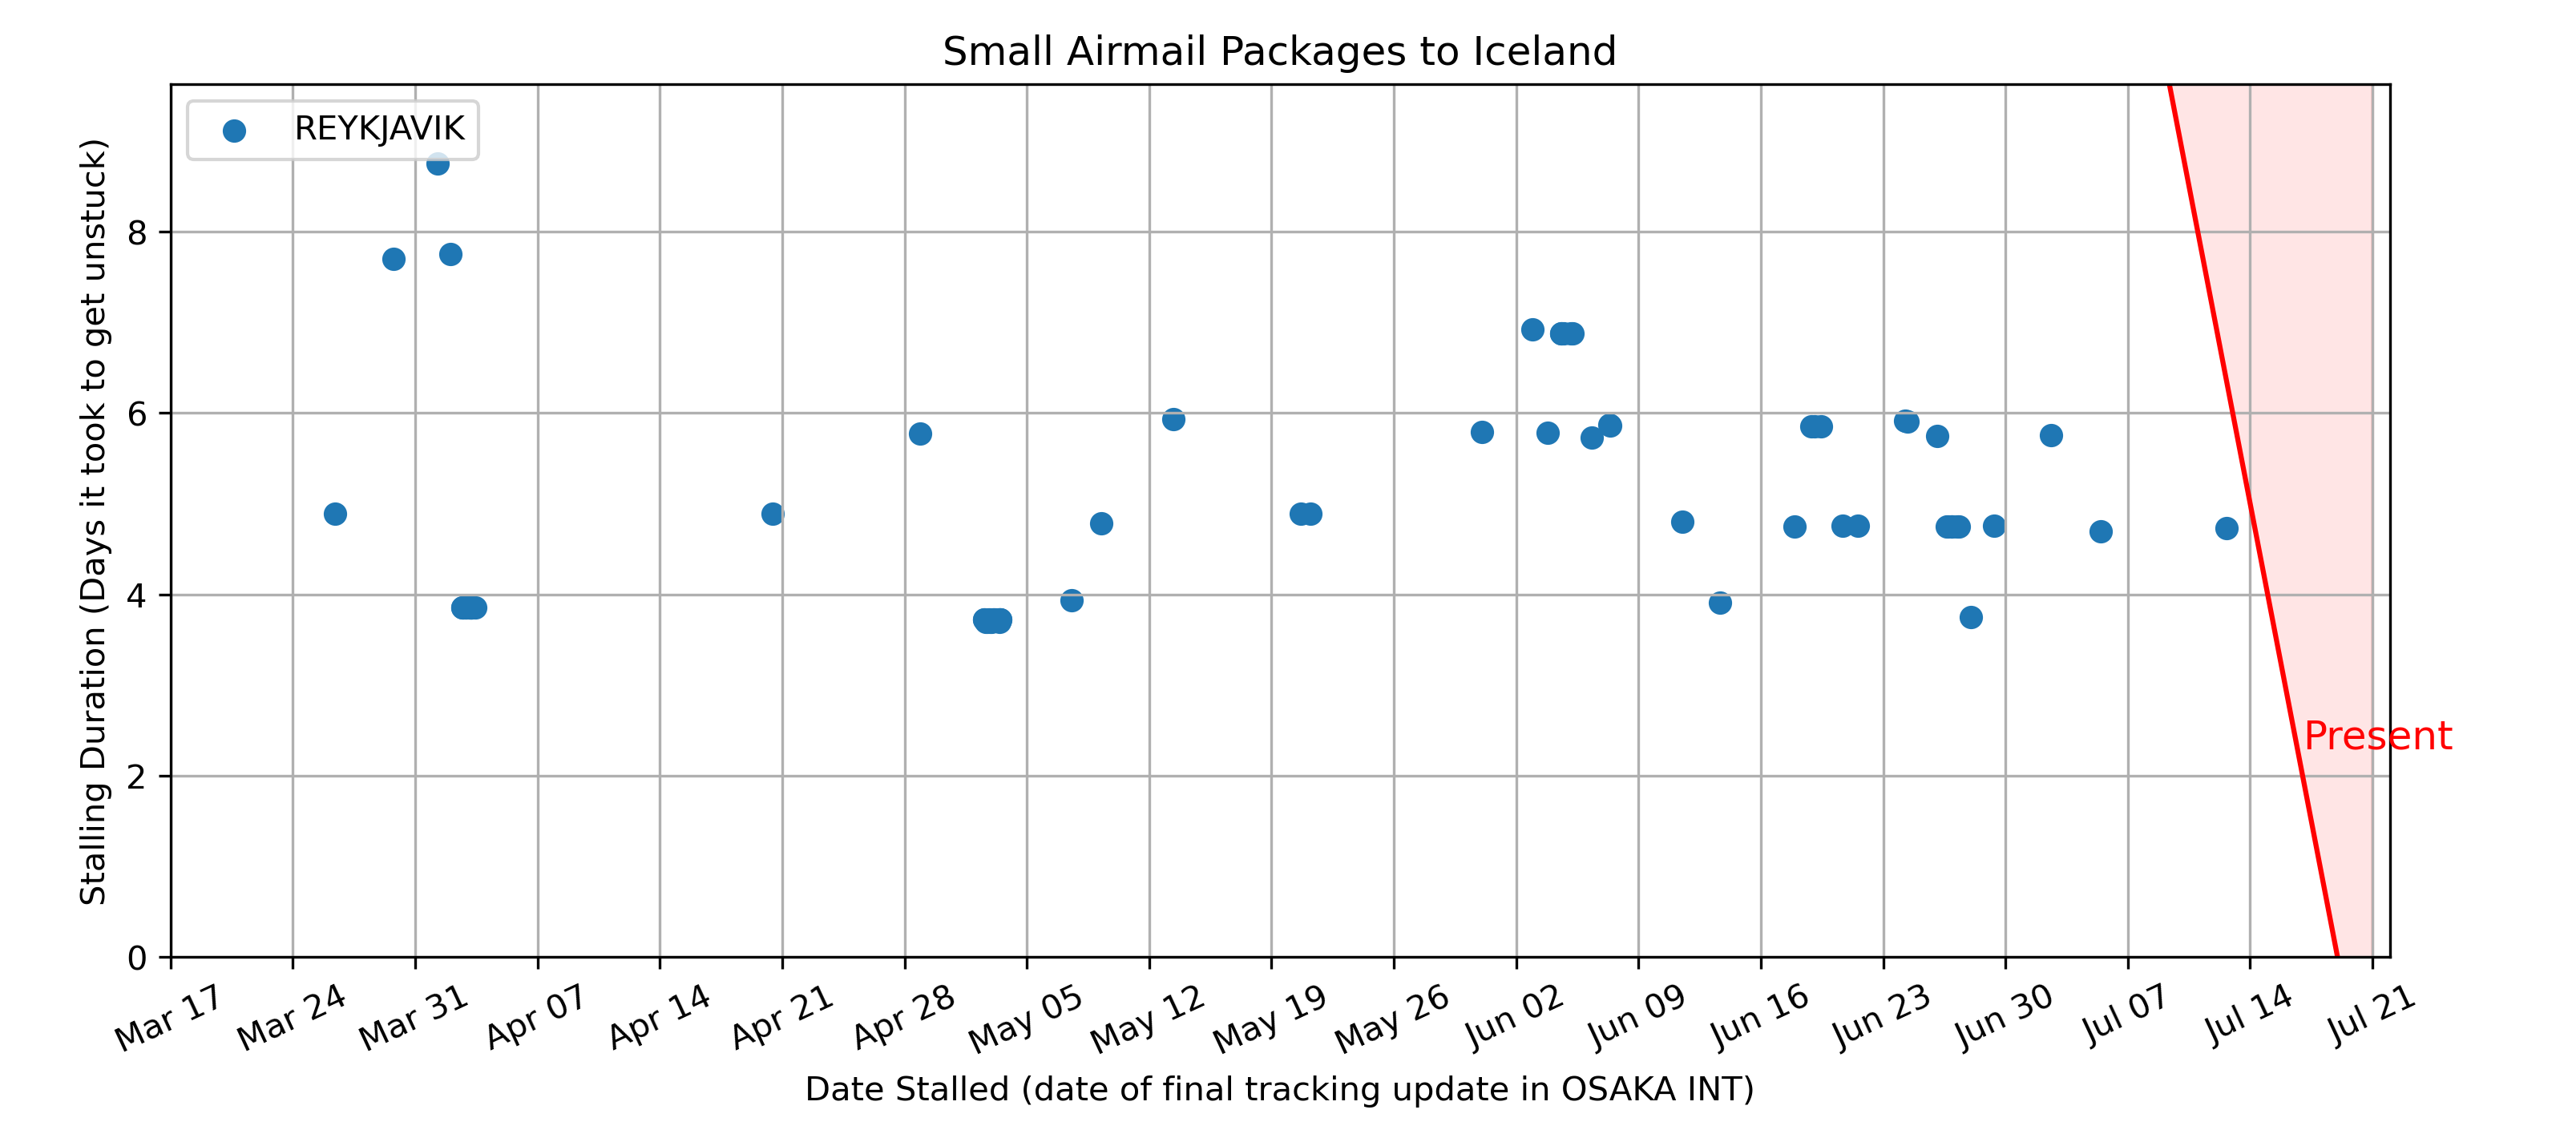 Small Airmail Packages to Iceland
REYKJAVIK
Stalling Duration (Days it took to get unstuck)
8
6
4
2
0
Present
Mar 17
Mar 24
Mar 31
Apr 07
Apr 14
Apr 21
Apr 28
May 05
May 12
May 19
May 26
Jun 02
Jun 09
Jun 16
Jun 23
Jun 30
Jul 07
Jul 14
Jul 21
Date Stalled (date of final tracking update in OSAKA INT)